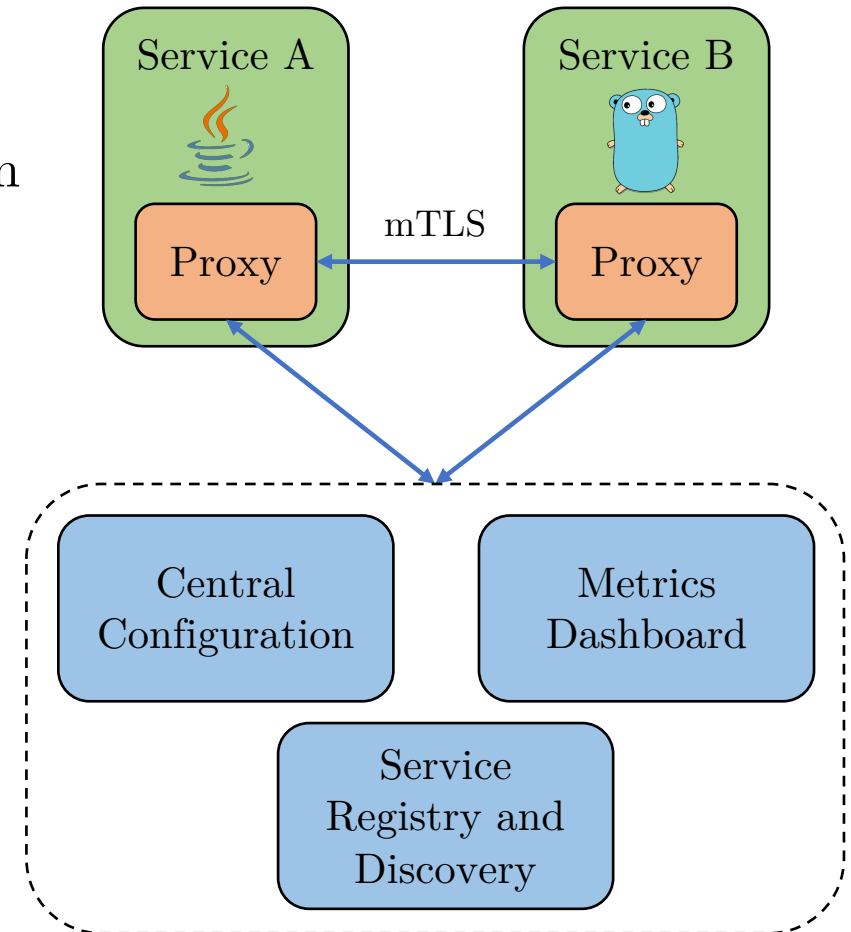 Service A
Service B
mTLS
Proxy
Proxy
Central
Configuration
Metrics
Dashboard
Service
Registry and
Discovery